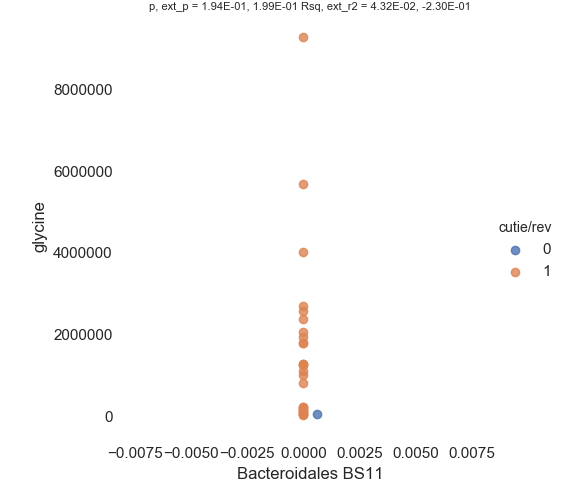 p, ext_p = 1.94E-01, 1.99E-01 Rsq, ext_r2 = 4.32E-02, -2.30E-01
8000000
6000000
4000000
2000000
0
glycine
cutie/rev
0
1
−0.0075 −0.0050 −0.0025 0.0000 0.0025 0.0050 0.0075
Bacteroidales BS11